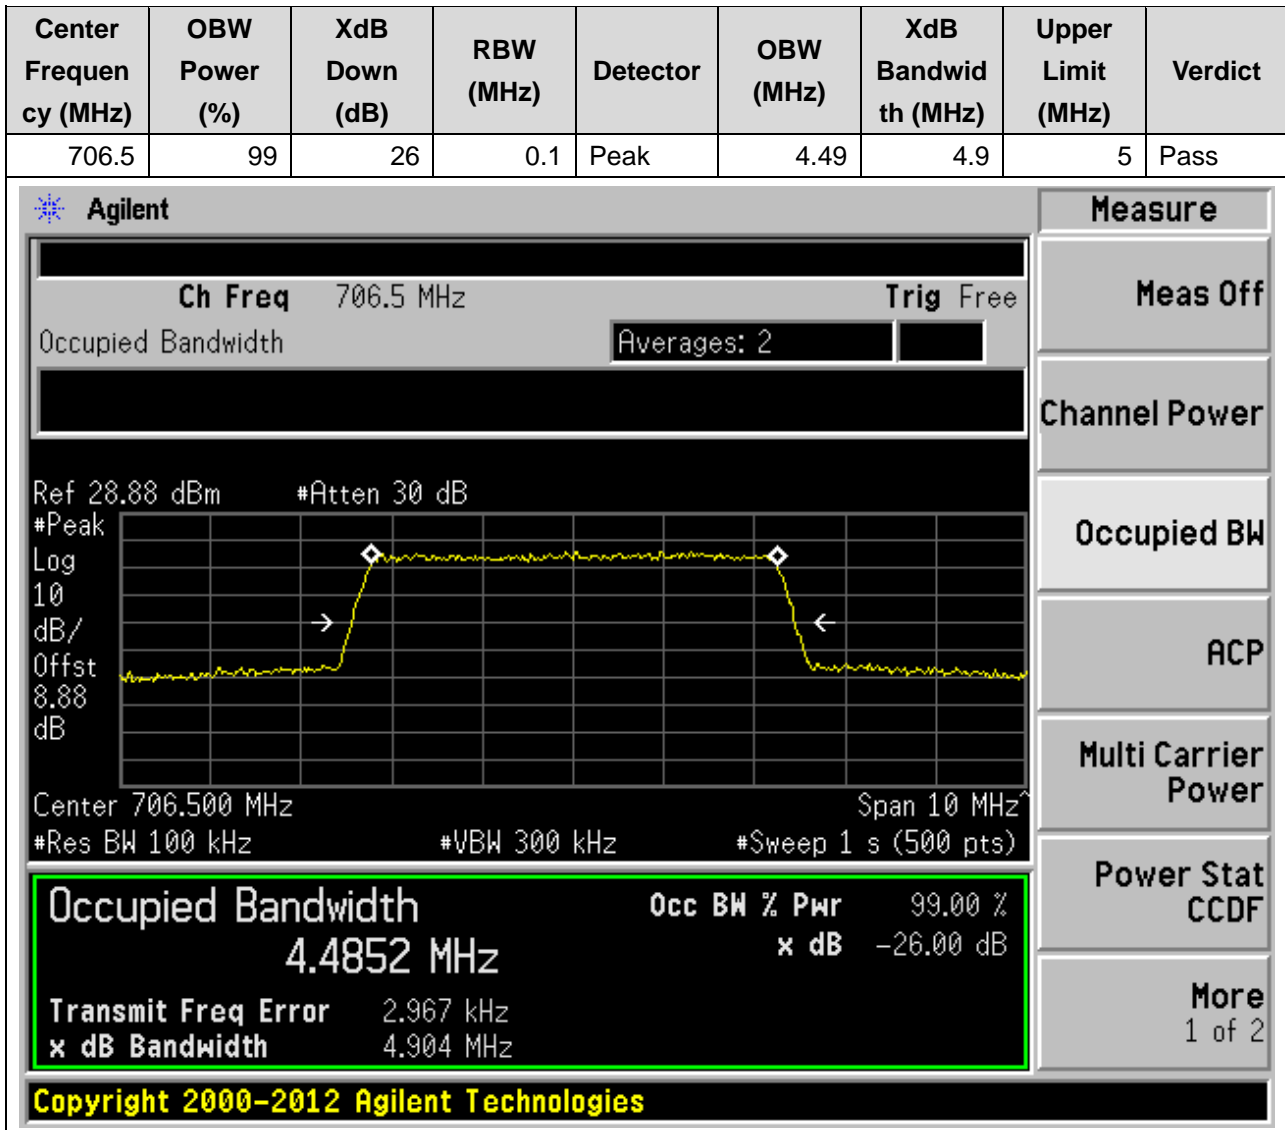 Center Frequen cy (MHz) OBW Power (%) XdB Down (dB) RBW (MHz) Detector OBW (MHz) XdB Bandwid th (MHz) Upper Limit (MHz) Verdict
706.5 99 26 0.1 Peak 4.49 4.9 5 Pass
Agilent
Measure
Ch Freq 706.5 MHz Trig Free
Occupied Bandwidth Averages: 2
Ref 28.88 dBm #Atten 30 dB
#Peak
Log
10
dB/
Offst
8.88
dB
Center 706.500 MHz Span 10 MHz^
#Res BW 100 kHz #VBW 300 kHz #Sweep 1 s (500 pts)
Occupied Bandwidth
4.4852 MHz
Occ BW % Pwr 99.00 %
x dB -26.00 dB
Transmit Freq Error 2.967 kHz
x dB Bandwidth 4.904 MHz
Copyright 2000-2012 Agilent Technologies
Meas Off
Channel Power
Occupied BW
ACP
Multi Carrier
Power
Power Stat
CCDF
More
1 of 2